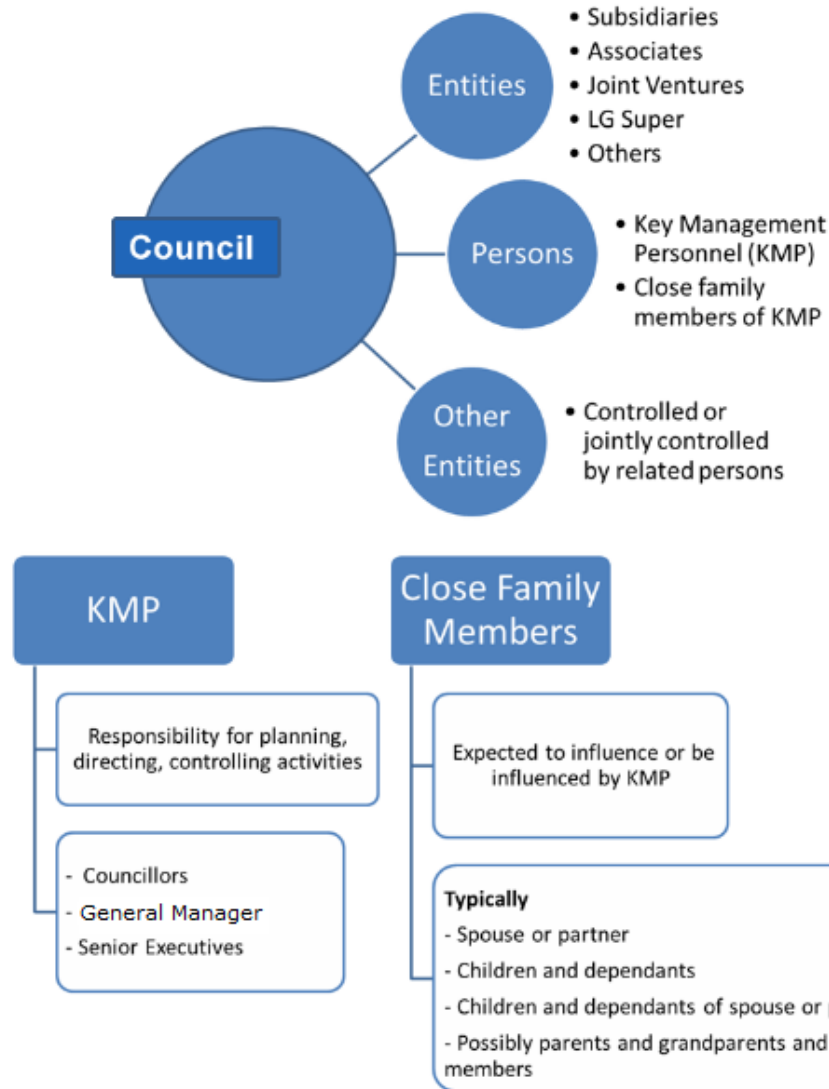 • Subsidiaries
• Associates
• Joint Ventures
• LG Super
• Others
Entities
Council
Persons
• Key Management
Personnel (KMP)
• Close family
members of KMP
Other
Entities
• Controlled or
jointly controlled
by related persons
KMP
Responsibility for planning,
directing, controlling activities
- Councillors
- General Manager
- Senior Executives
Close Family
Members
Expected to influence or be
influenced by KMP
Typically
- Spouse or partner
- Children and dependants
- Children and dependants of spouse or
- Possibly parents and grandparents and
members